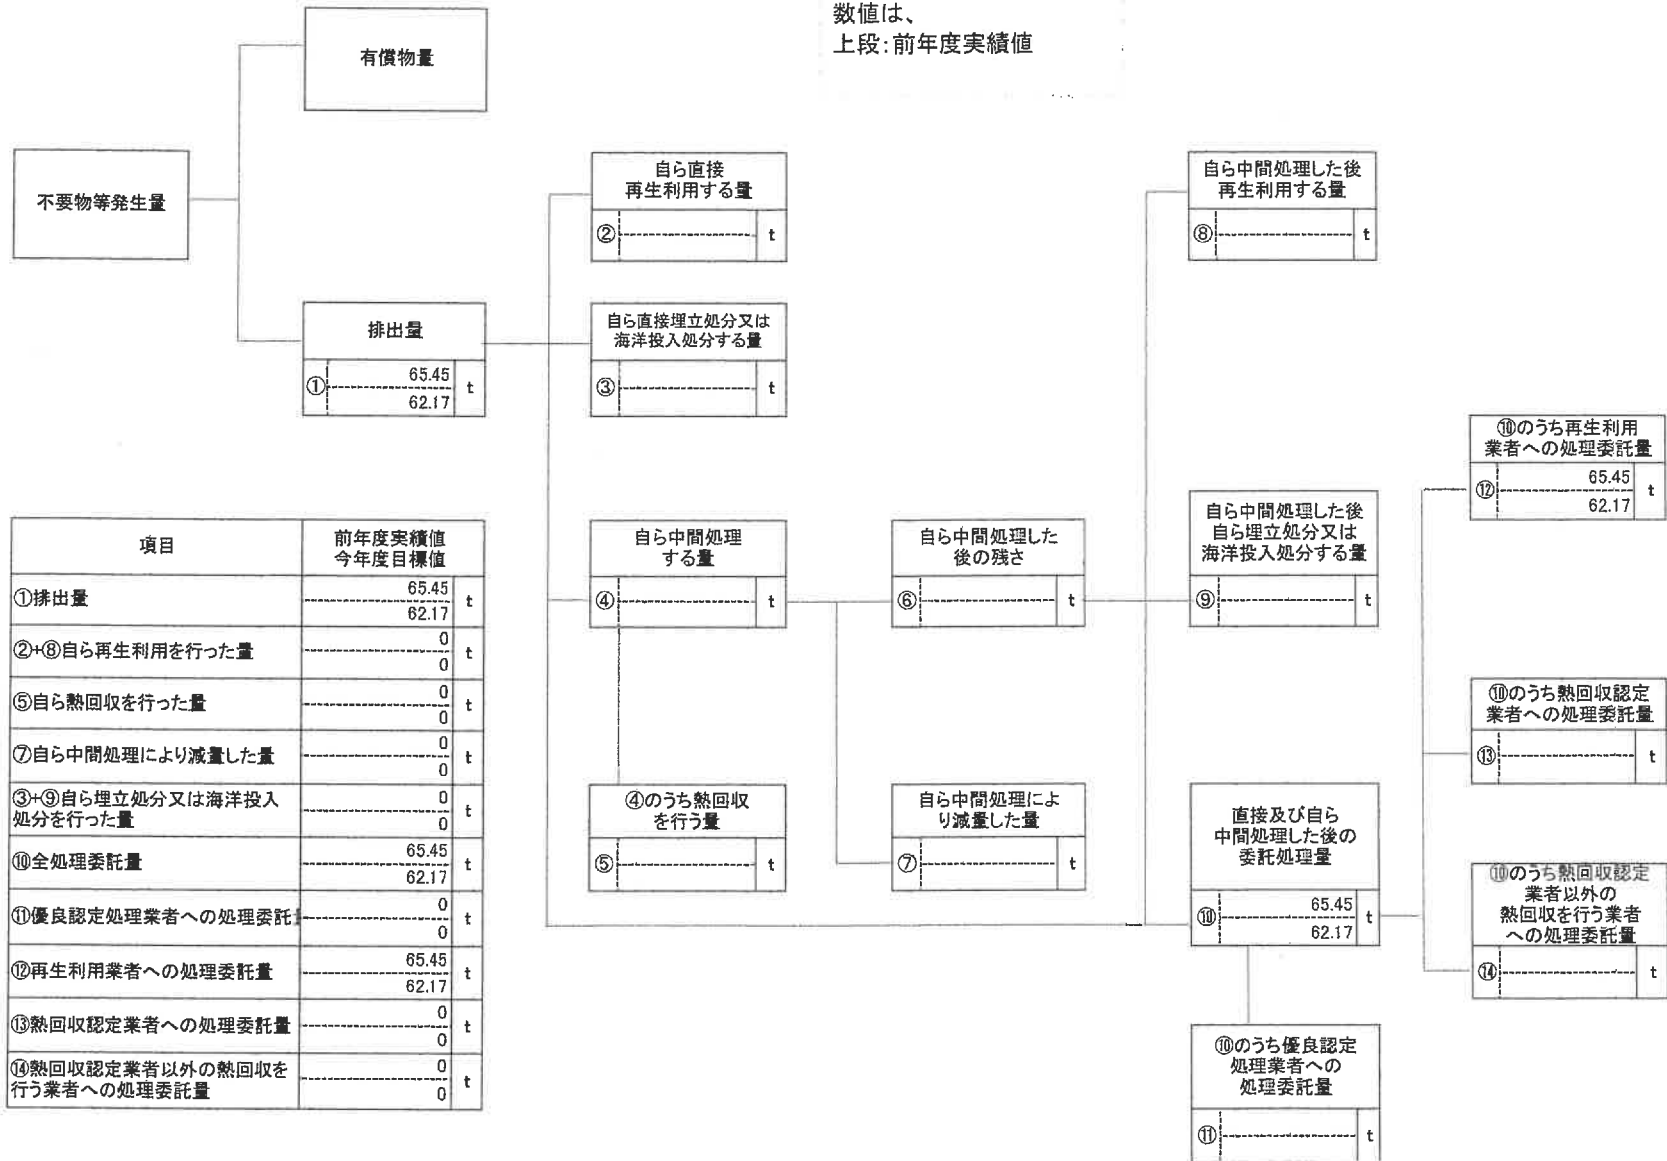 数値は、
上段:前年度実績値
有償物量
不要物等発生量
排出量
① 65.45 t
62.17
自ら直接
再生利用する量
② t
自ら直接埋立処分又は
海洋投入処分する量
③ t
自ら中間処理
する量
④ t
④のうち熱回収
を行う量
⑤ t
自ら中間処理した
後の残さ
⑥ t
自ら中間処理によ
り減量した量
⑦ t
自ら中間処理した後
再生利用する量
⑧ t
自ら中間処理した後
自ら埋立処分又は
海洋投入処分する量
⑨ t
直接及び自ら
中間処理した後の
委託処理量
⑩ 65.45 t
62.17
⑩のうち優良認定
処理業者への
処理委託量
⑪ t
⑩のうち再生利用
業者への処理委託量
⑫ 65.45 t
62.17
⑩のうち熱回収認定
業者への処理委託量
⑬ t
⑩のうち熱回収認定
業者以外の
熱回収を行う業者
への処理委託量
⑭ t
項目 前年度実績値
今年度目標値
①排出量 65.45 t
62.17
②+⑧自ら再生利用を行った量 0 t
0
⑤自ら熱回収を行った量 0 t
0
⑦自ら中間処理により減量した量 0 t
0
③+⑨自ら埋立処分又は海洋投入
処分を行った量 0 t
0
⑩全処理委託量 65.45 t
62.17
⑪優良認定処理業者への処理委託 0 t
0
⑫再生利用業者への処理委託量 65.45 t
62.17
⑬熱回収認定業者への処理委託量 0 t
0
⑭熱回収認定業者以外の熱回収を
行う業者への処理委託量 0 t
0